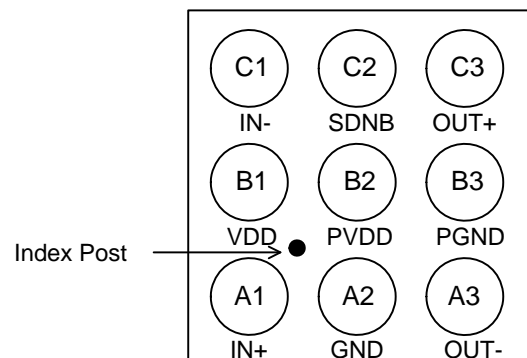 C1 C2 C3
IN- SDNB OUT+
B1 B2 B3
VDD PVDD PGND
Index Post
A1 A2 A3
IN+ GND OUT-